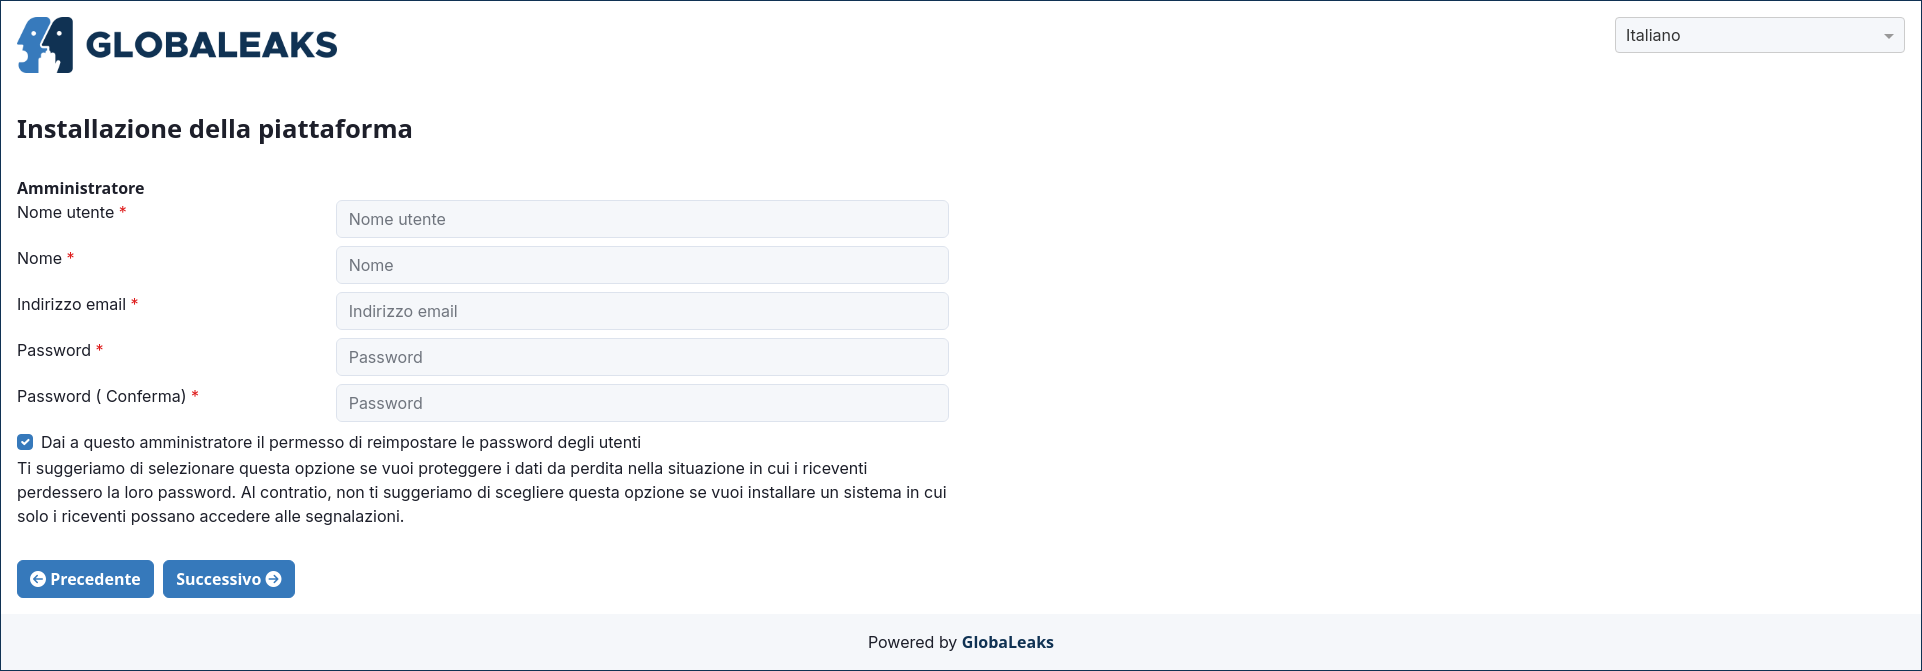 GLOBALEAKS
Italiano
Installazione della piattaforma
Amministratore
Nome utente *
Nome utente
Nome *
Nome
Indirizzo email *
Indirizzo email
Password *
Password
Password ( Conferma) *
Password
Dai a questo amministratore il permesso di reimpostare le password degli utenti
Ti suggeriamo di selezionare questa opzione se vuoi proteggere i dati da perdita nella situazione in cui i riceventi
perdessero la loro password. Al contratio, non ti suggeriamo di scegliere questa opzione se vuoi installare un sistema in cui
solo i riceventi possano accedere alle segnalazioni.
Precedente
Successivo
Powered by GlobaLeaks